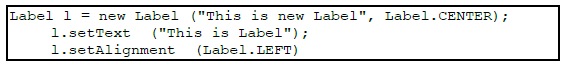 Label l = new Label ("This is new Label", Label.CENTER);
l.setText ("This is Label");
l.setAlignment (Label.LEFT)